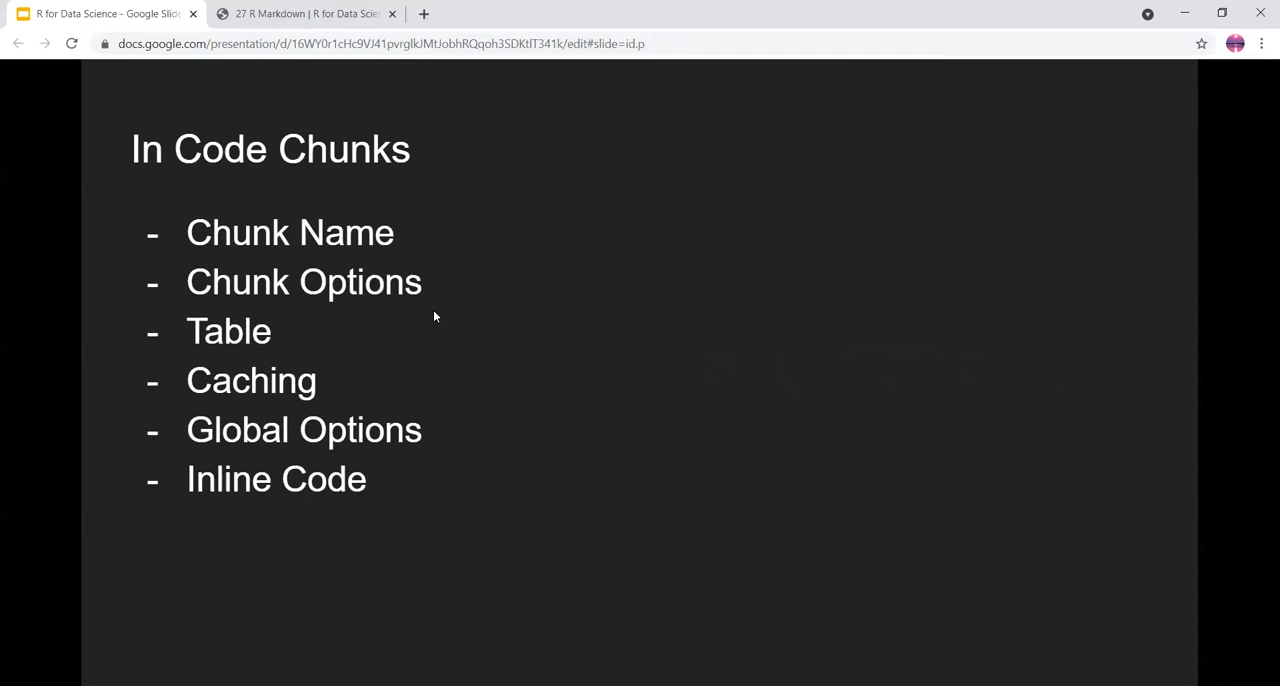 R for Data Science - Google Slide
27 R Markdown | R for Data Scie
docs.google.com/presentation/d/16WY0r1cHc9VJ41pvrglkJMtJobhRQqoh3SDKtlT341k/edit#slide=id.p
In Code Chunks
- Chunk Name
- Chunk Options
- Table
- Caching
- Global Options
- Inline Code